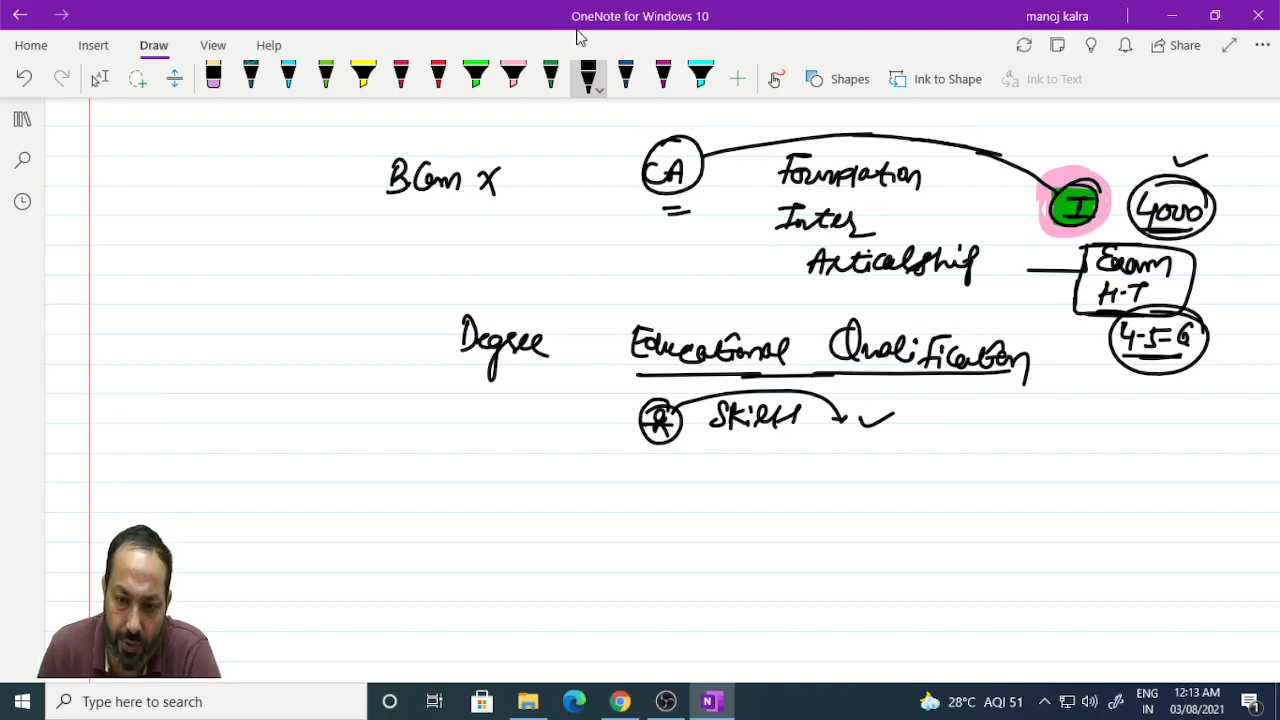 OneNote for Windows 10
manoj kalra
Home Insert Draw View Help
Share
Shapes
Ink to Shape
Ink to Text
BCom x
CA
Foundation
I
4000
Inter
Articalship
Exam
H-T
4-5-6
Degree
Educational Qualification
Skills
Type here to search
28°C AQI 51
ENG
IN
12:13 AM
03/08/2021
1